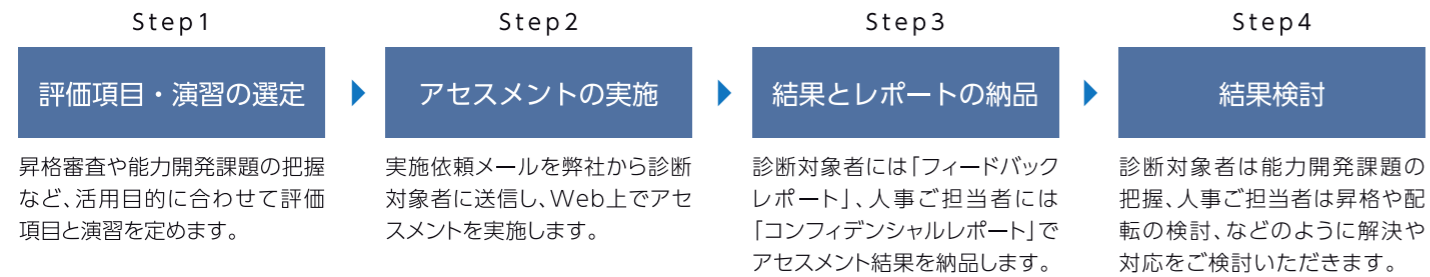 Step1
評価項目・演習の選定
昇格審査や能力開発課題の把握
など、活用目的に合わせて評価
項目と演習を定めます。
Step2
アセスメントの実施
実施依頼メールを弊社から診断
対象者に送信し、Web上でアセ
スメントを実施します。
Step3
結果とレポートの納品
診断対象者には「フィードバック
レポート」、人事ご担当者には
「コンフィデンシャルレポート」で
アセスメント結果を納品します。
Step4
結果検討
診断対象者は能力開発課題の
把握、人事ご担当者は昇格や配
転の検討、などのように解決や
対応をご検討いただきます。